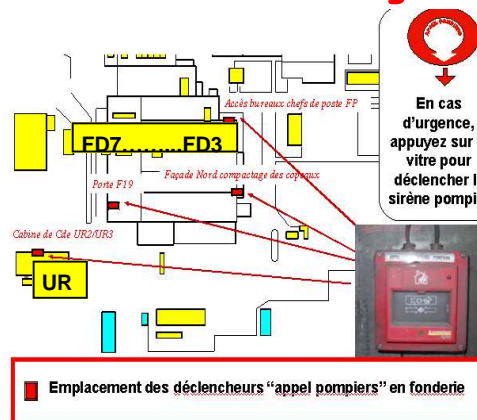 En cas
d'urgence,
appuyez sur
vitre pour
déclencher l
sirène pompi
Accès bureaux chefs de poste FP
FD7.........FD3
Façade Nord compactage des copeaux
Porte F19
Cabine de Cde UR2/UR3
UR
Emplacement des déclencheurs “appel pompiers” en fonderie